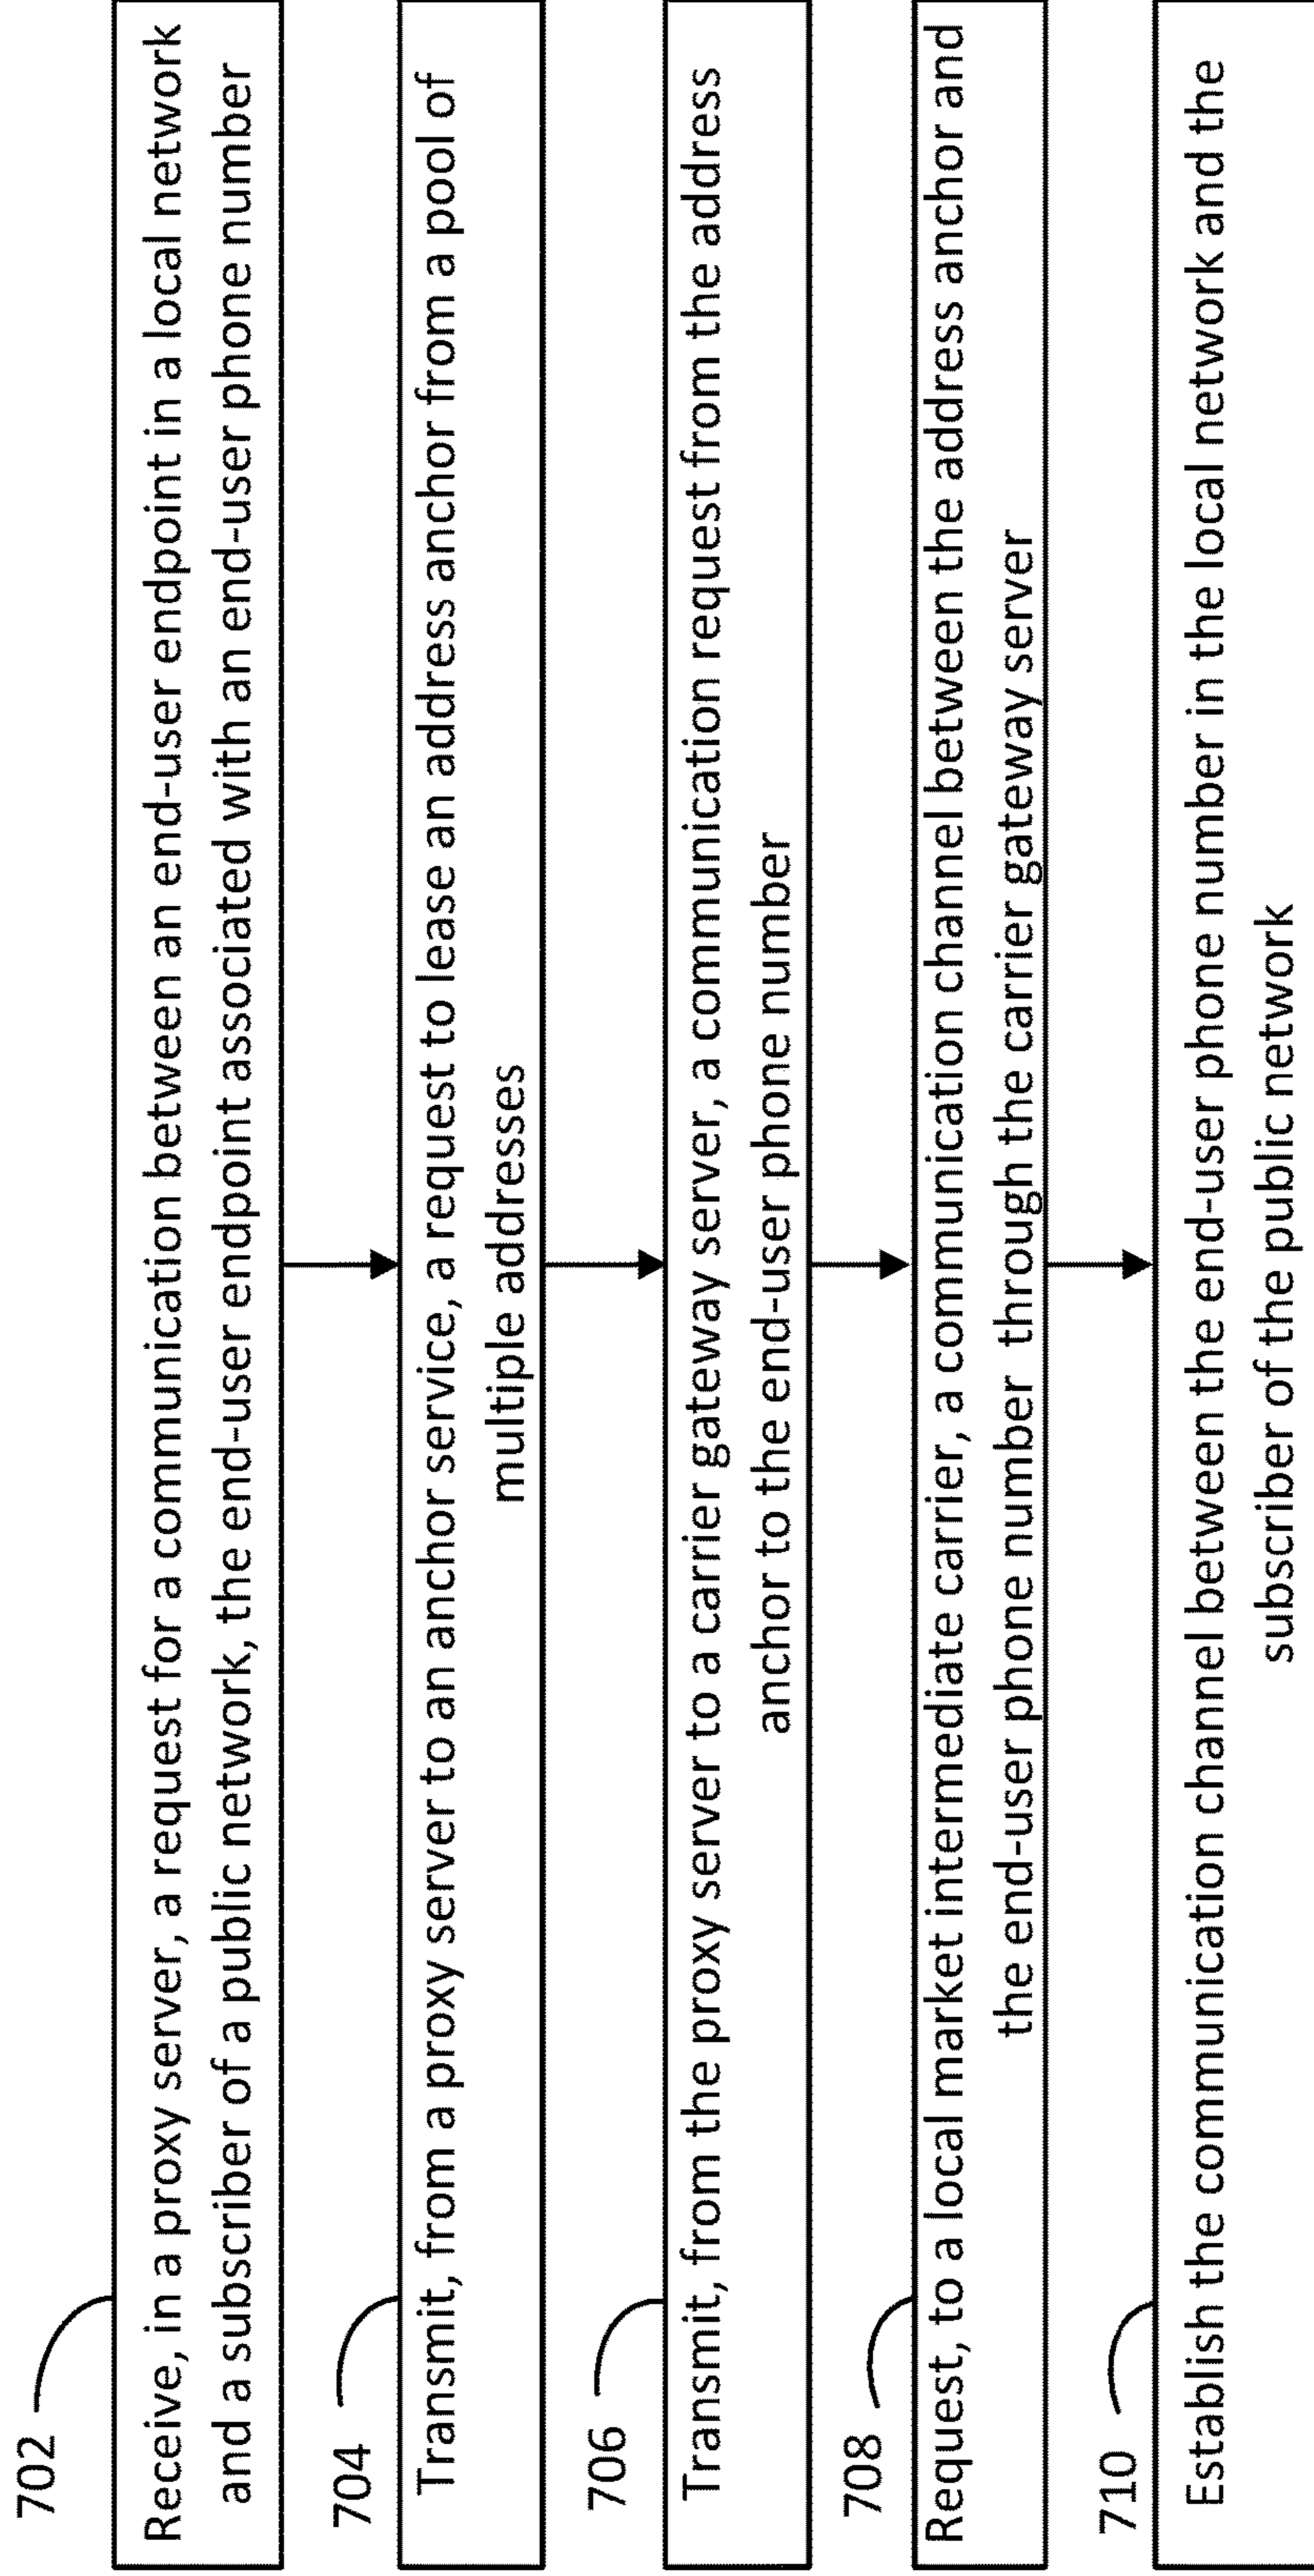 702
Receive, in a proxy server, a request for a communication between an end-user endpoint in a local network
and a subscriber of a public network, the end-user endpoint associated with an end-user phone number
704
Transmit, from a proxy server to an anchor service, a request to lease an address anchor from a pool of
multiple addresses
706
Transmit, from the proxy server to a carrier gateway server, a communication request from the address
anchor to the end-user phone number
708
Request, to a local market intermediate carrier, a communication channel between the address anchor and
the end-user phone number through the carrier gateway server
710
Establish the communication channel between the end-user phone number in the local network and the
subscriber of the public network